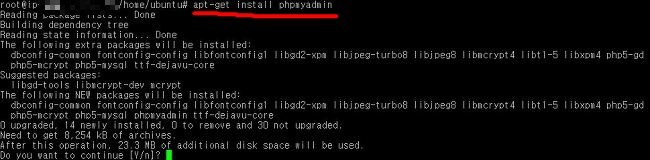 root@ip-/home/ubuntu# apt-get install phpmyadmin
Reading package lists... Done
Building dependency tree
Reading state information... Done
The following extra packages will be installed:
dbconfig-common fontconfig-config libfontconfig1 libgd2-xpm libjpeg-turbo8 libjpeg8 libmcrypt4 libt1-5 libxpm4 php5-gd
php5-mcrypt php5-mysql ttf-dejavu-core
Suggested packages:
libgd-tools libmcrypt-dev mcrypt
The following NEW packages will be installed:
dbconfig-common fontconfig-config libfontconfig1 libgd2-xpm libjpeg-turbo8 libjpeg8 libmcrypt4 libt1-5 libxpm4 php5-gd
php5-mcrypt php5-mysql phpmyadmin ttf-dejavu-core
0 upgraded, 14 newly installed, 0 to remove and 30 not upgraded.
Need to get 8,254 kB of archives.
After this operation, 23.3 MB of additional disk space will be used.
Do you want to continue [Y/n]?